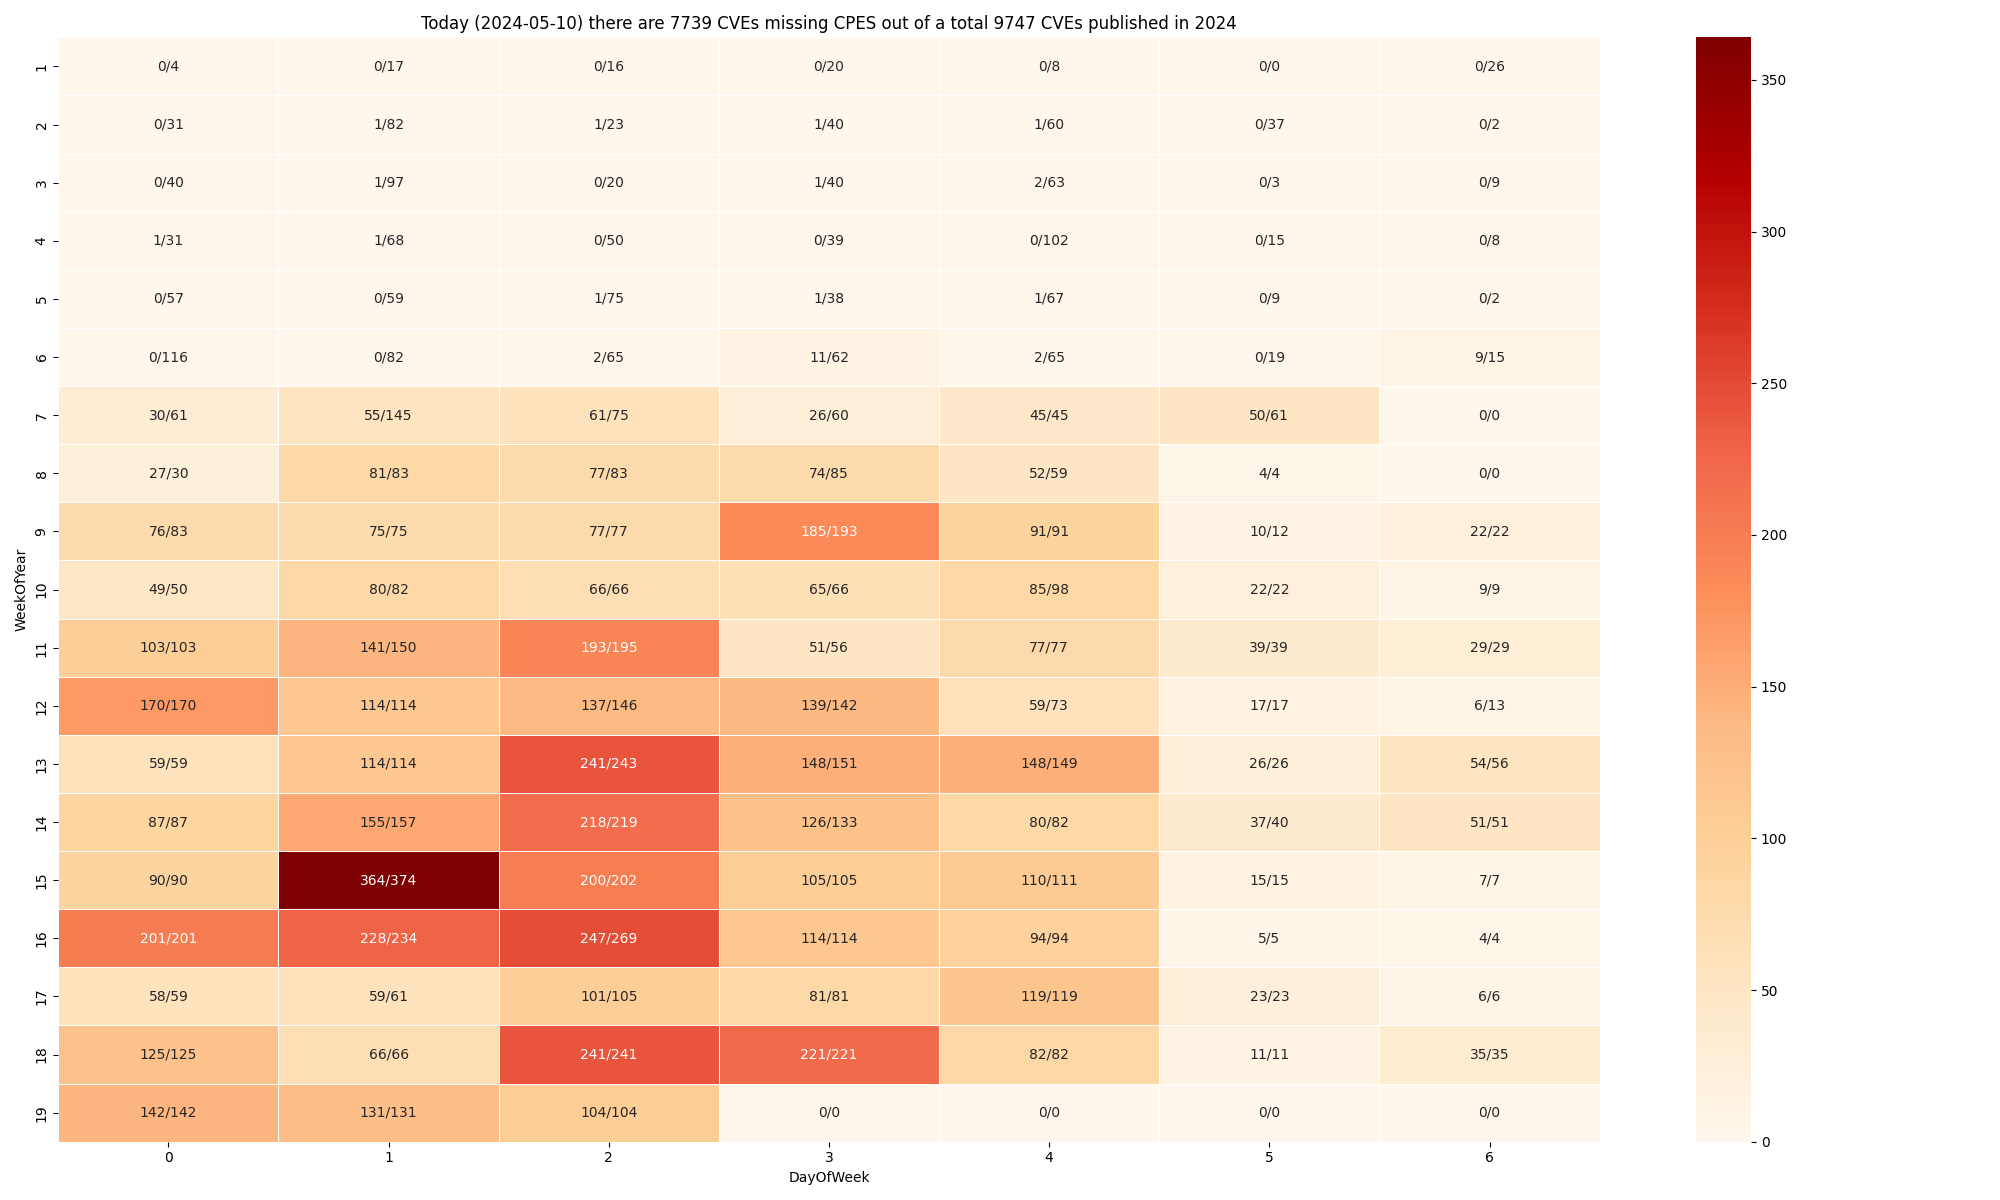 Today (2024-05-10) there are 7739 CVEs missing CPES out of a total 9747 CVEs published in 2024
WeekOfYear
1 0/4 0/17 0/16 0/20 0/8 0/0 0/26
2 0/31 1/82 1/23 1/40 1/60 0/37 0/2
3 0/40 1/97 0/20 1/40 2/63 0/3 0/9
4 1/31 1/68 0/50 0/39 0/102 0/15 0/8
5 0/57 0/59 1/75 1/38 1/67 0/9 0/2
6 0/116 0/82 2/65 11/62 2/65 0/19 9/15
7 30/61 55/145 61/75 26/60 45/45 50/61 0/0
8 27/30 81/83 77/83 74/85 52/59 4/4 0/0
9 76/83 75/75 77/77 185/193 91/91 10/12 22/22
10 49/50 80/82 66/66 65/66 85/98 22/22 9/9
11 103/103 141/150 193/195 51/56 77/77 39/39 29/29
12 170/170 114/114 137/146 139/142 59/73 17/17 6/13
13 59/59 114/114 241/243 148/151 148/149 26/26 54/56
14 87/87 155/157 218/219 126/133 80/82 37/40 51/51
15 90/90 364/374 200/202 105/105 110/111 15/15 7/7
16 201/201 228/234 247/269 114/114 94/94 5/5 4/4
17 58/59 59/61 101/105 81/81 119/119 23/23 6/6
18 125/125 66/66 241/241 221/221 82/82 11/11 35/35
19 142/142 131/131 104/104 0/0 0/0 0/0 0/0
0 1 2 3 4 5 6
DayOfWeek
350
300
250
200
150
100
50
0